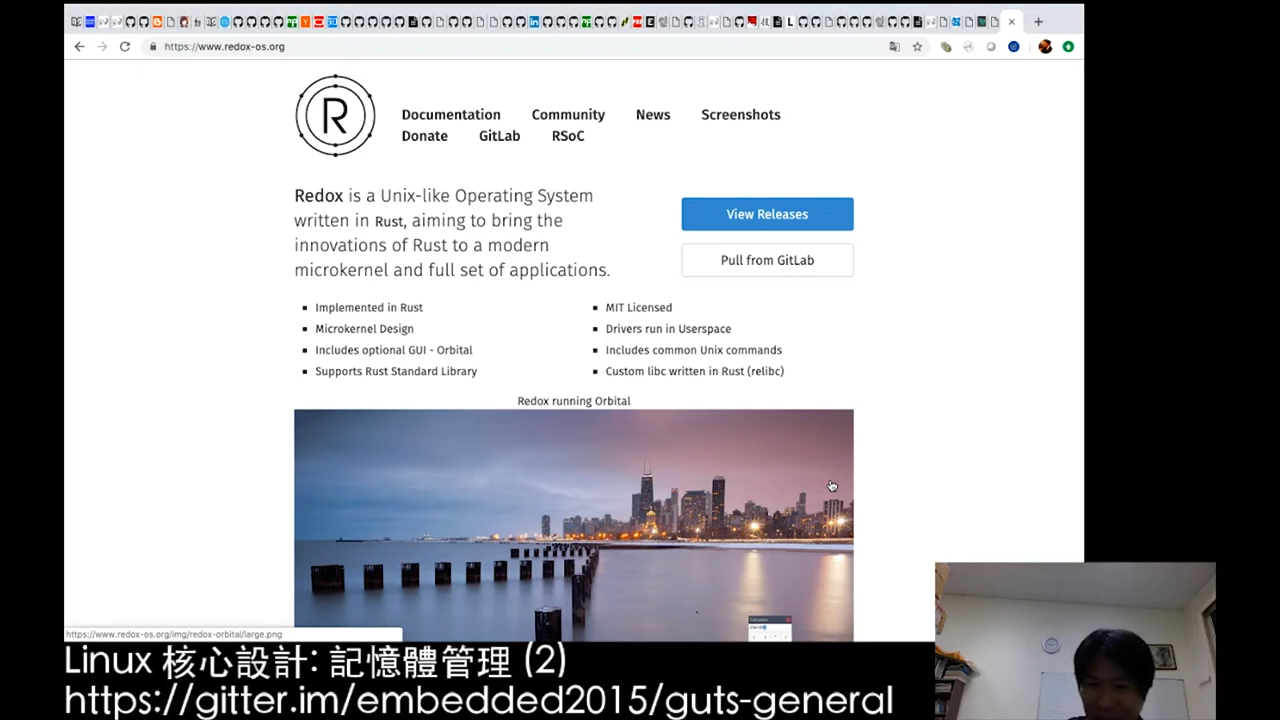 https://www.redox-os.org
R
Documentation Community News Screenshots
Donate GitLab RSoC
Redox is a Unix-like Operating System
written in Rust, aiming to bring the
innovations of Rust to a modern
microkernel and full set of applications.
View Releases
Pull from GitLab
Implemented in Rust
Microkernel Design
Includes optional GUI - Orbital
Supports Rust Standard Library
MIT Licensed
Drivers run in Userspace
Includes common Unix commands
Custom libc written in Rust (relibc)
Redox running Orbital
https://www.redox-os.org/img/redox-orbital/large.png
Linux 核心設計: 記憶體管理 (2)
https://gitter.im/embedded2015/guts-general